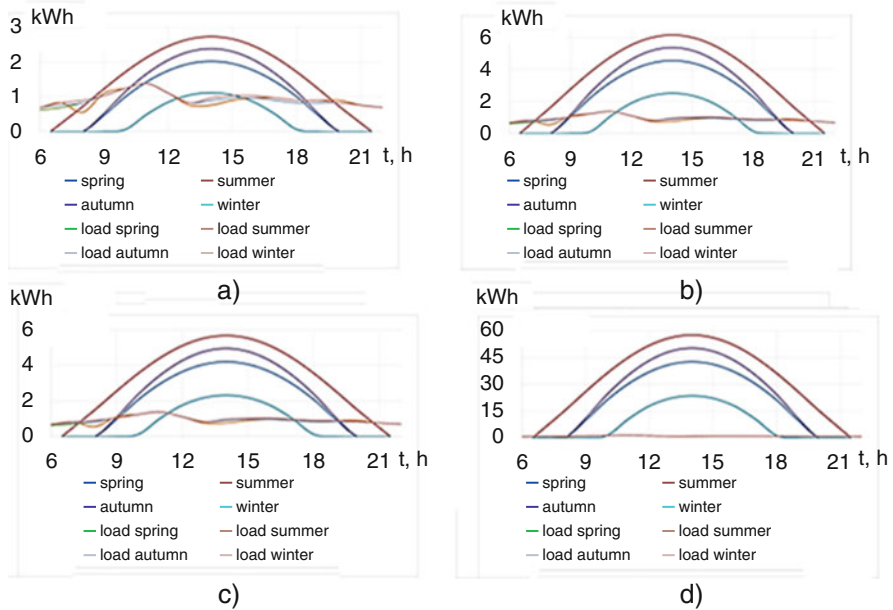 kWh
3
2
1
0
6 9 12 15 18 21 t, h
spring summer
autumn winter
load spring load summer
load autumn load winter
a)
kWh
6
4
2
0
6 9 12 15 18 21 t, h
spring summer
autumn winter
load spring load summer
load autumn load winter
b)
kWh
6
4
2
0
6 9 12 15 18 21 t, h
spring summer
autumn winter
load spring load summer
load autumn load winter
c)
kWh
60
45
30
15
0
6 9 12 15 18 21 t, h
spring summer
autumn winter
load spring load summer
load autumn load winter
d)